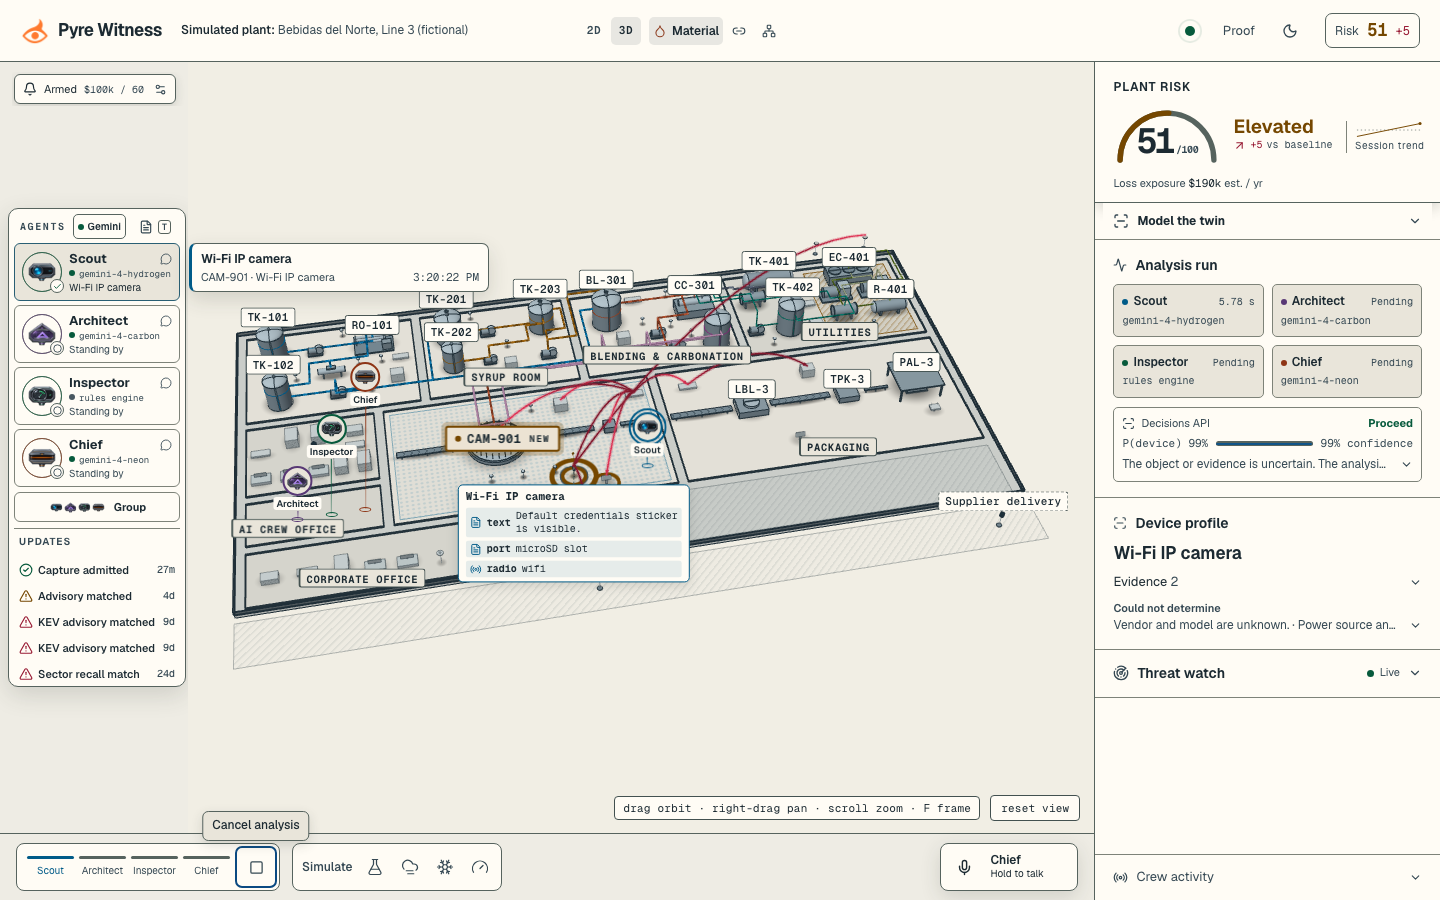 Pyre Witness
Simulated plant: Bebidas del Norte, Line 3 (fictional)
2D
3D
Material
Proof
Risk 51 +5
Armed $100k / 60
AGENTS
Gemini
T
Scout
gemini-4-hydrogen
Wi-Fi IP camera
Architect
gemini-4-carbon
Standing by
Inspector
rules engine
Standing by
Chief
gemini-4-neon
Standing by
Group
UPDATES
Capture admitted 27m
Advisory matched 4d
KEV advisory matched 9d
KEV advisory matched 9d
Sector recall match 24d
Wi-Fi IP camera
CAM-901 · Wi-Fi IP camera 3:20:22 PM
TK-401
EC-401
BL-301
CC-301
TK-402
R-401
TK-203
TK-201
TK-101
RO-101
TK-202
UTILITIES
BLENDING & CARBONATION
TK-102
SYRUP ROOM
PAL-3
TPK-3
LBL-3
Chief
CAM-901 NEW
Inspector
Scout
PACKAGING
Architect
AI CREW OFFICE
Supplier delivery
CORPORATE OFFICE
Wi-Fi IP camera
text Default credentials sticker
is visible.
port microSD slot
radio wifi
drag orbit · right-drag pan · scroll zoom · F frame
reset view
Cancel analysis
Scout
Architect
Inspector
Chief
Simulate
Chief
Hold to talk
PLANT RISK
51/100
Elevated
+5 vs baseline
Session trend
Loss exposure $190k est. / yr
Model the twin
Analysis run
Scout 5.78 s
gemini-4-hydrogen
Architect Pending
gemini-4-carbon
Inspector Pending
rules engine
Chief Pending
gemini-4-neon
Decisions API Proceed
P(device) 99% 99% confidence
The object or evidence is uncertain. The analysi...
Device profile
Wi-Fi IP camera
Evidence 2
Could not determine
Vendor and model are unknown. · Power source an...
Threat watch Live
Crew activity